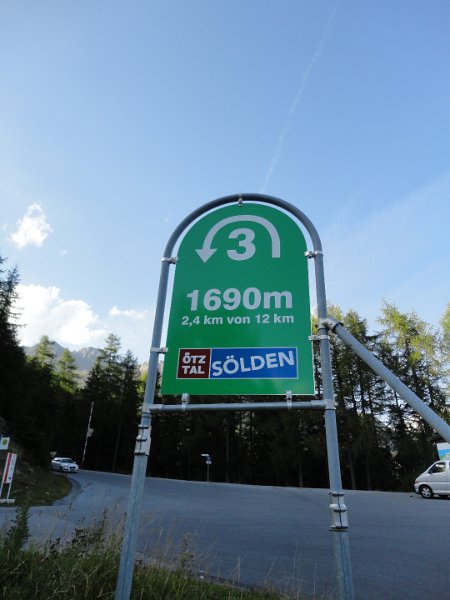 3
1690m
2,4 km von 12 km
ÖTZ
TAL
SÖLDEN